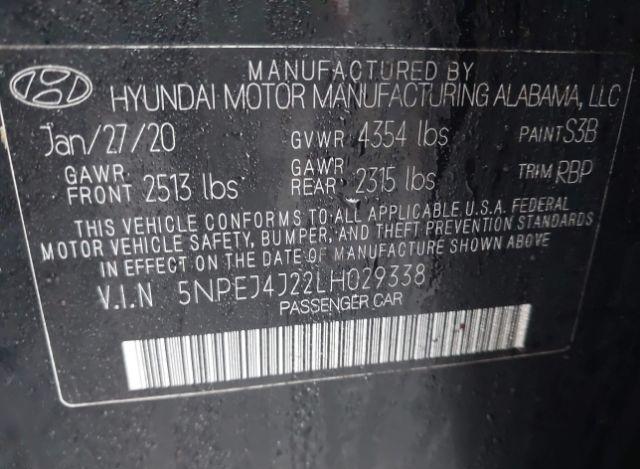 MANUFACTURED BY
HYUNDAI MOTOR MANUFACTURING ALABAMA, LLC
Jan/27/20 GVWR 4354 lbs PAINT S3B
GAWR FRONT 2513 lbs GAWR REAR 2315 lbs TRIM RBP
THIS VEHICLE CONFORMS TO ALL APPLICABLE U.S.A. FEDERAL
MOTOR VEHICLE SAFETY, BUMPER, AND THEFT PREVENTION STANDARDS
IN EFFECT ON THE DATE OF MANUFACTURE SHOWN ABOVE
V.I.N 5NPEJ4J22LH029338
PASSENGER CAR